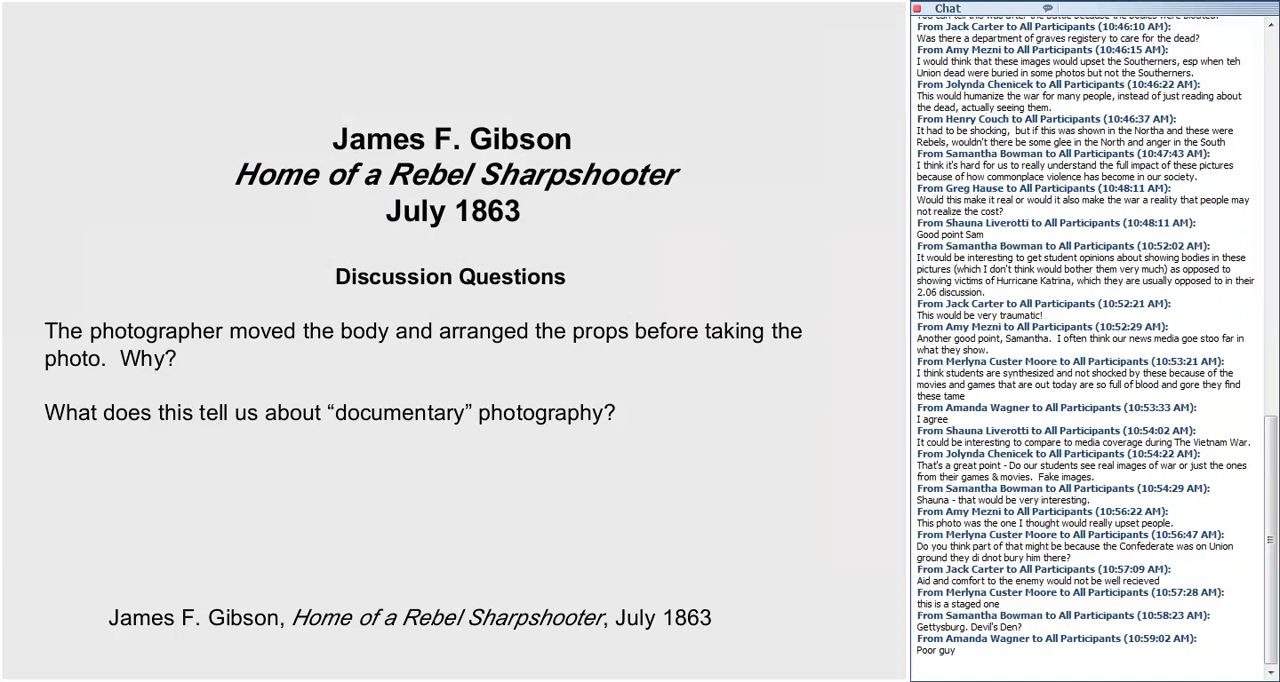 James F. Gibson
Home of a Rebel Sharpshooter
July 1863
Discussion Questions
The photographer moved the body and arranged the props before taking the
photo.  Why?
What does this tell us about “documentary” photography?
James F. Gibson, Home of a Rebel Sharpshooter, July 1863
Chat
From Jack Carter to All Participants (10:46:10 AM):
Was there a department of graves registery to care for the dead?
From Amy Mezni to All Participants (10:46:15 AM):
I would think that these images would upset the Southerners, esp when teh
Union dead were buried in some photos but not the Southerners.
From Jolynda Chenicek to All Participants (10:46:22 AM):
This would humanize the war for many people, instead of just reading about
the dead, actually seeing them.
From Henry Couch to All Participants (10:46:37 AM):
It had to be shocking,  but if this was shown in the Northa and these were
Rebels, wouldn't there be some glee in the North and anger in the South
From Samantha Bowman to All Participants (10:47:43 AM):
I think it's hard for us to really understand the full impact of these pictures
because of how commonplace violence has become in our society.
From Greg Hause to All Participants (10:48:11 AM):
Would this make it real or would it also make the war a reality that people may
not realize the cost?
From Shauna Liverotti to All Participants (10:48:11 AM):
Good point Sam
From Samantha Bowman to All Participants (10:52:02 AM):
It would be interesting to get student opinions about showing bodies in these
pictures (which I don't think would bother them very much) as opposed to
showing victims of Hurricane Katrina, which they are usually opposed to in their
2.06 discussion.
From Jack Carter to All Participants (10:52:21 AM):
This would be very traumatic!
From Amy Mezni to All Participants (10:52:29 AM):
Another good point, Samantha.  I often think our news media goe stoo far in
what they show.
From Merlyna Custer Moore to All Participants (10:53:21 AM):
I think students are synthesized and not shocked by these because of the
movies and games that are out today are so full of blood and gore they find
these tame
From Amanda Wagner to All Participants (10:53:33 AM):
I agree
From Shauna Liverotti to All Participants (10:54:02 AM):
It could be interesting to compare to media coverage during The Vietnam War.
From Jolynda Chenicek to All Participants (10:54:22 AM):
That's a great point - Do our students see real images of war or just the ones
from their games & movies.  Fake images.
From Samantha Bowman to All Participants (10:54:29 AM):
Shauna - that would be very interesting.
From Amy Mezni to All Participants (10:56:22 AM):
This photo was the one I thought would really upset people.
From Merlyna Custer Moore to All Participants (10:56:47 AM):
Do you think part of that might be because the Confederate was on Union
ground they di dnot bury him there?
From Jack Carter to All Participants (10:57:09 AM):
Aid and comfort to the enemy would not be well recieved
From Merlyna Custer Moore to All Participants (10:57:28 AM):
this is a staged one
From Samantha Bowman to All Participants (10:58:23 AM):
Gettysburg. Devil's Den?
From Amanda Wagner to All Participants (10:59:02 AM):
Poor guy